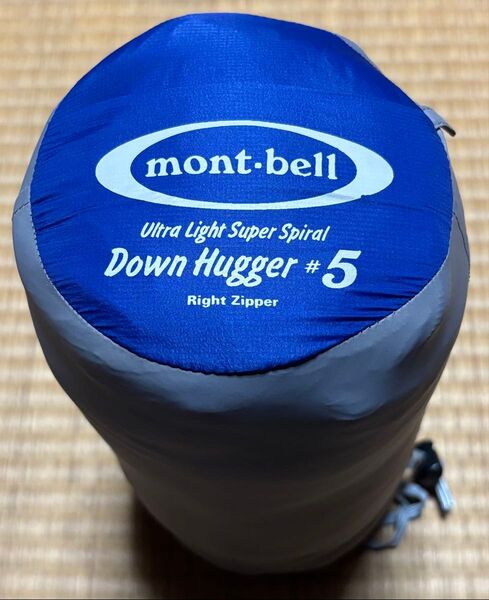 mont-bell
Ultra Light Super Spiral
Down Hugger #5
Right Zipper